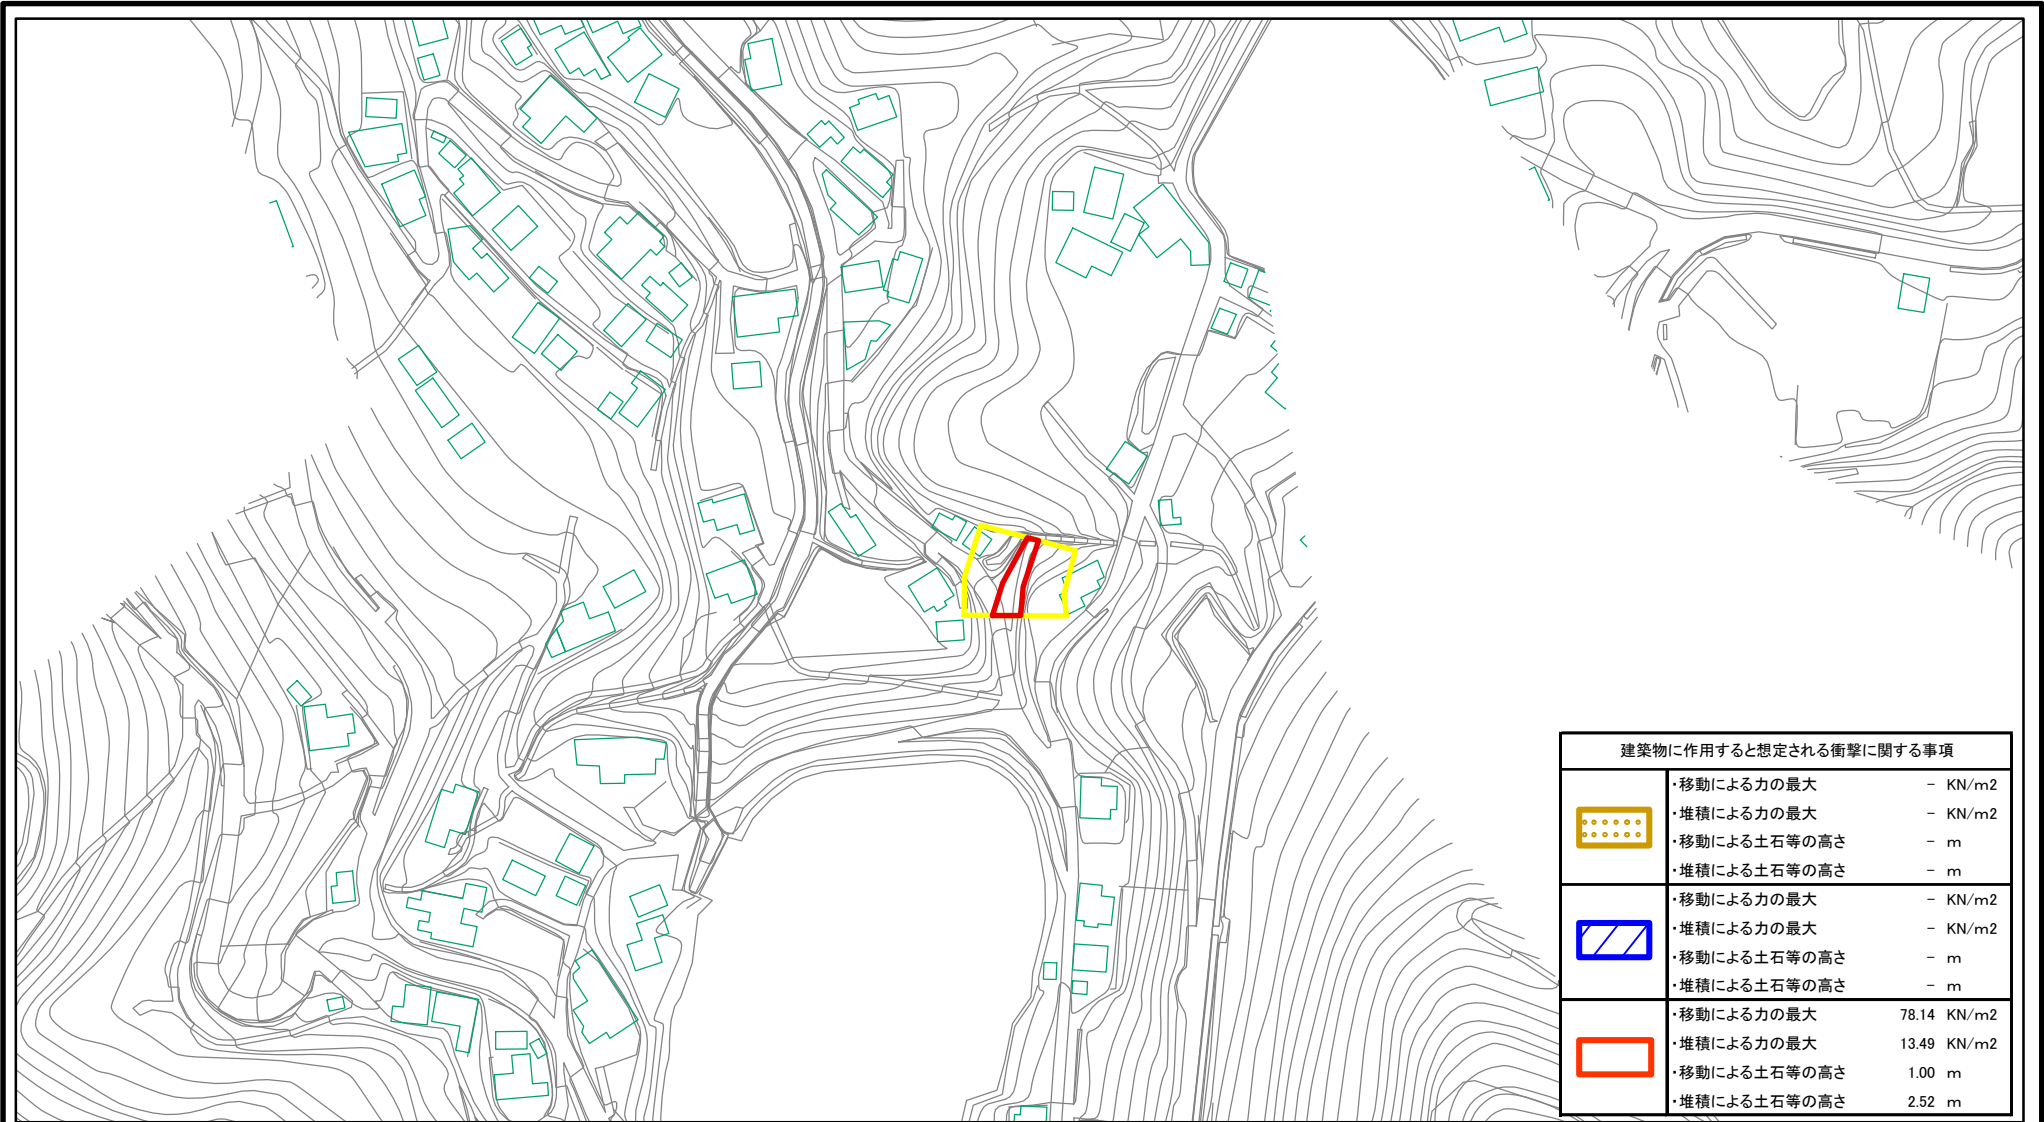 建築物に作用すると想定される衝撃に関する事項
・移動による力の最大 - KN/m2
・堆積による力の最大 - KN/m2
・移動による土石等の高さ - m
・堆積による土石等の高さ - m
・移動による力の最大 - KN/m2
・堆積による力の最大 - KN/m2
・移動による土石等の高さ - m
・堆積による土石等の高さ - m
・移動による力の最大 78.14 KN/m2
・堆積による力の最大 13.49 KN/m2
・移動による土石等の高さ 1.00 m
・堆積による土石等の高さ 2.52 m